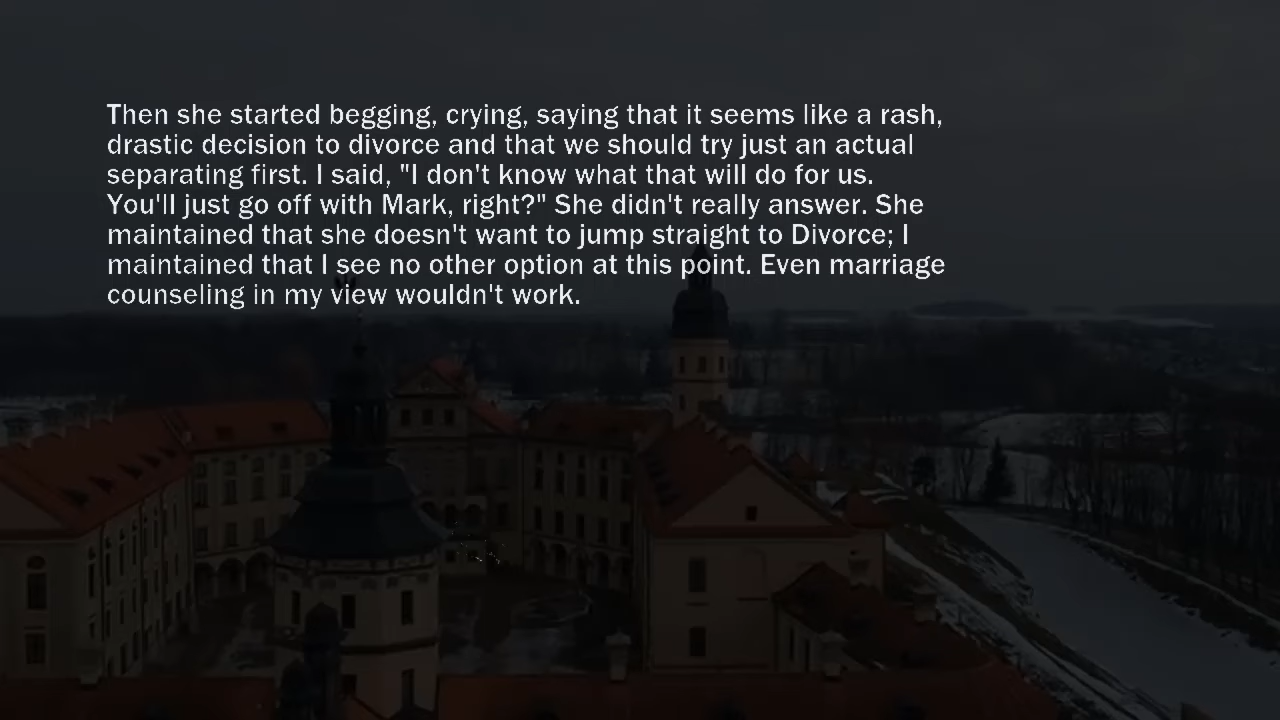 Then she started begging, crying, saying that it seems like a rash,
drastic decision to divorce and that we should try just an actual
separating first. I said, "I don't know what that will do for us.
You'll just go off with Mark, right?" She didn't really answer. She
maintained that she doesn't want to jump straight to Divorce; I
maintained that I see no other option at this point. Even marriage
counseling in my view wouldn't work.